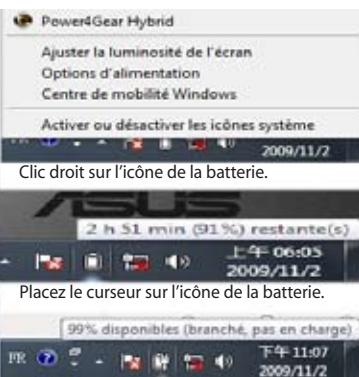 Power4Gear Hybrid
Ajuster la luminosité de l'écran
Options d'alimentation
Centre de mobilité Windows
Activer ou désactiver les icônes système
2009/11/2
Clic droit sur l'icône de la batterie.
ASUS
2 h 51 min (91%) restante(s)
上午 06:05
2009/11/2
Placez le curseur sur l'icône de la batterie.
99% disponibles (branché, pas en charge)
FR
下午 11:07
2009/11/2